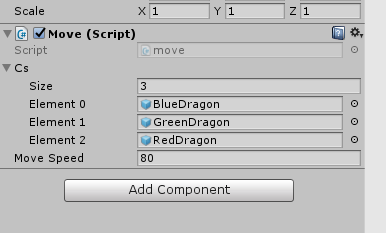 Scale X 1 Y 1 Z 1
Move (Script)
Script move
Cs
Size 3
Element 0 BlueDragon
Element 1 GreenDragon
Element 2 RedDragon
Move Speed 80
Add Component